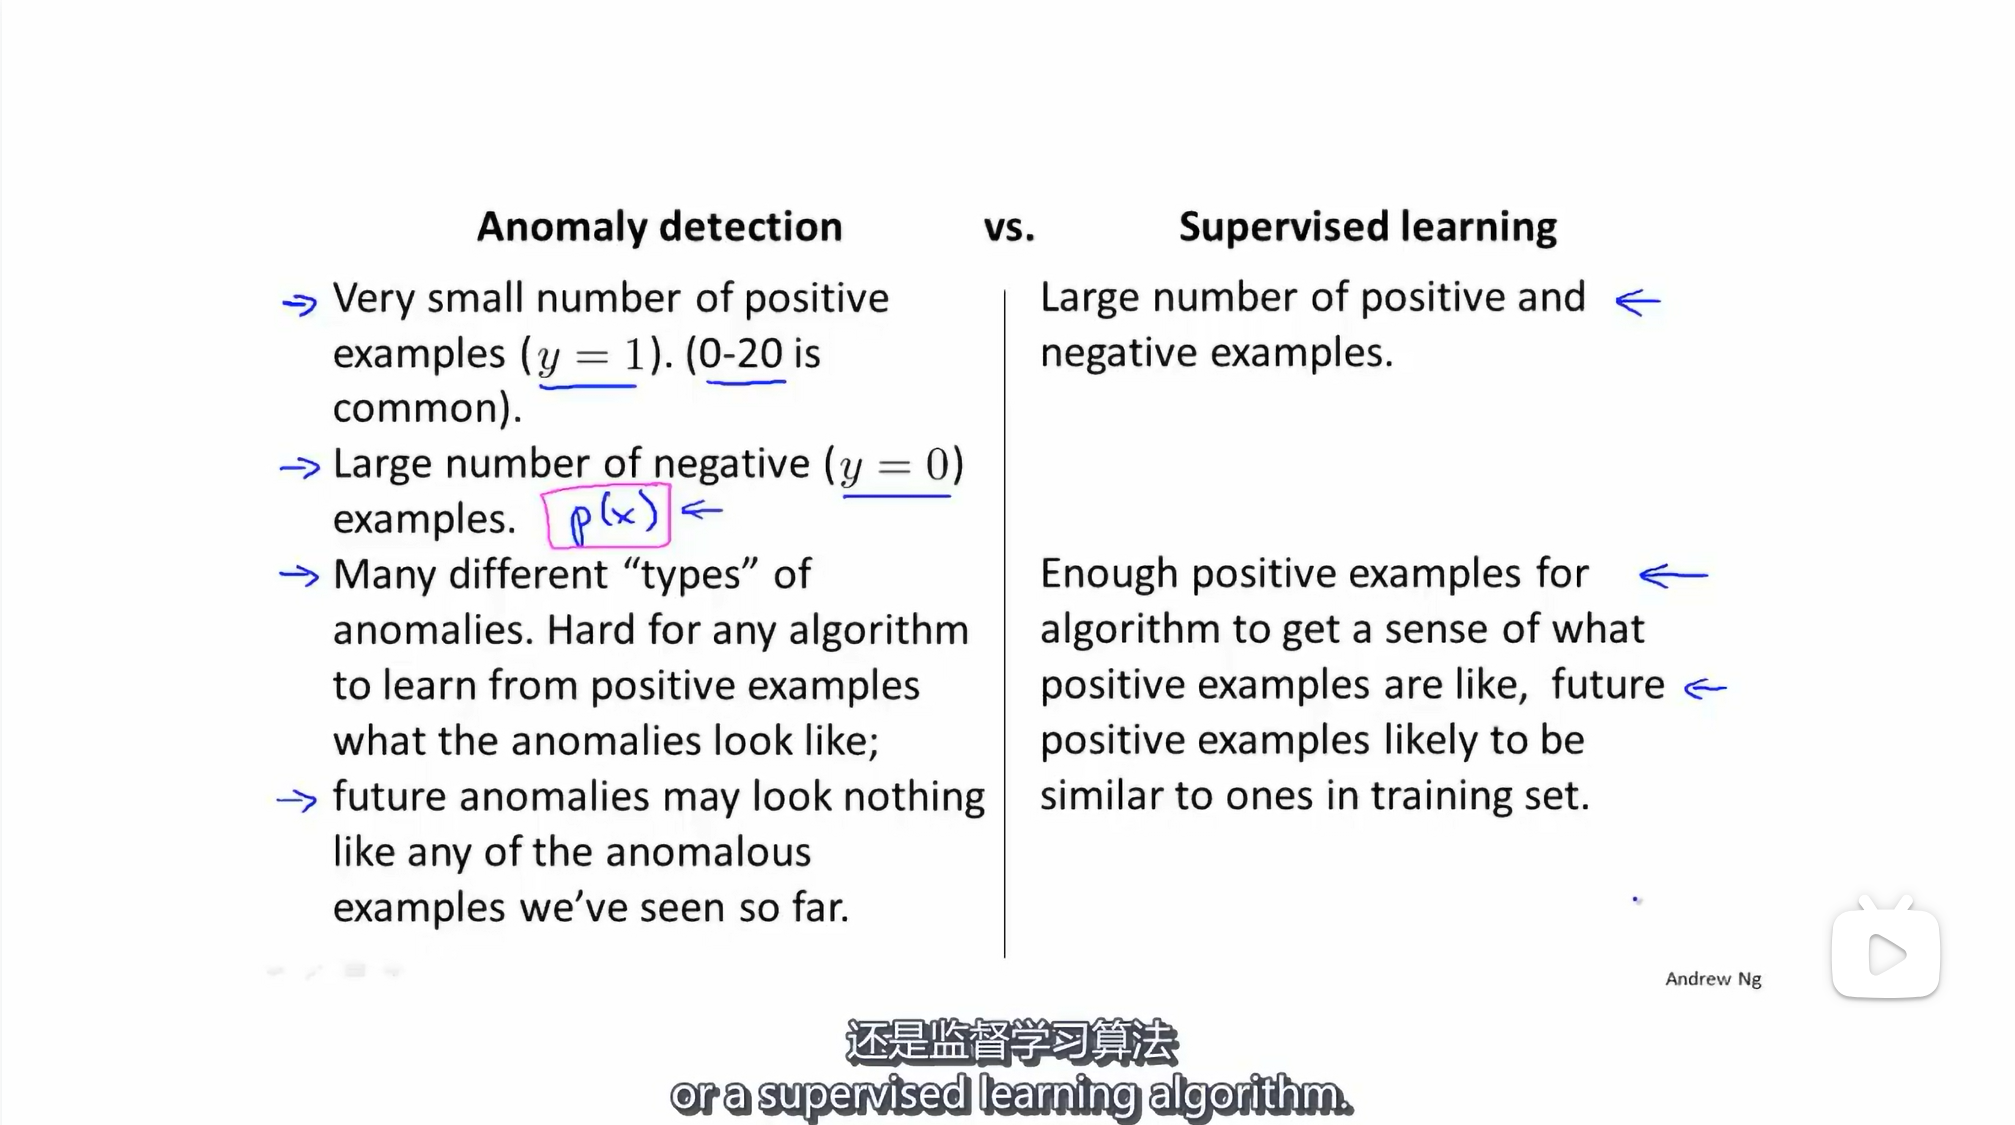 Anomaly detection vs. Supervised learning
→ Very small number of positive
examples (y = 1). (0-20 is
common).
→ Large number of negative (y = 0)
examples. p(x) ←
→ Many different “types” of
anomalies. Hard for any algorithm
to learn from positive examples
what the anomalies look like;
→ future anomalies may look nothing
like any of the anomalous
examples we’ve seen so far.
Large number of positive and ←
negative examples.
Enough positive examples for ←
algorithm to get a sense of what
positive examples are like, future ←
positive examples likely to be
similar to ones in training set.
Andrew Ng
还是监督学习算法
or a supervised learning algorithm.